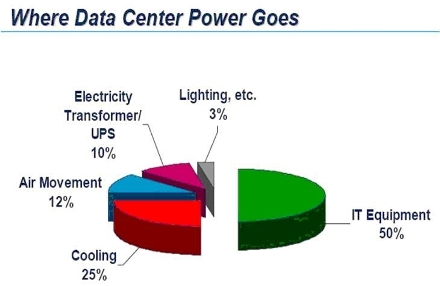 Where Data Center Power Goes
Electricity
Transformer/
UPS
10%
Lighting, etc.
3%
Air Movement
12%
IT Equipment
50%
Cooling
25%